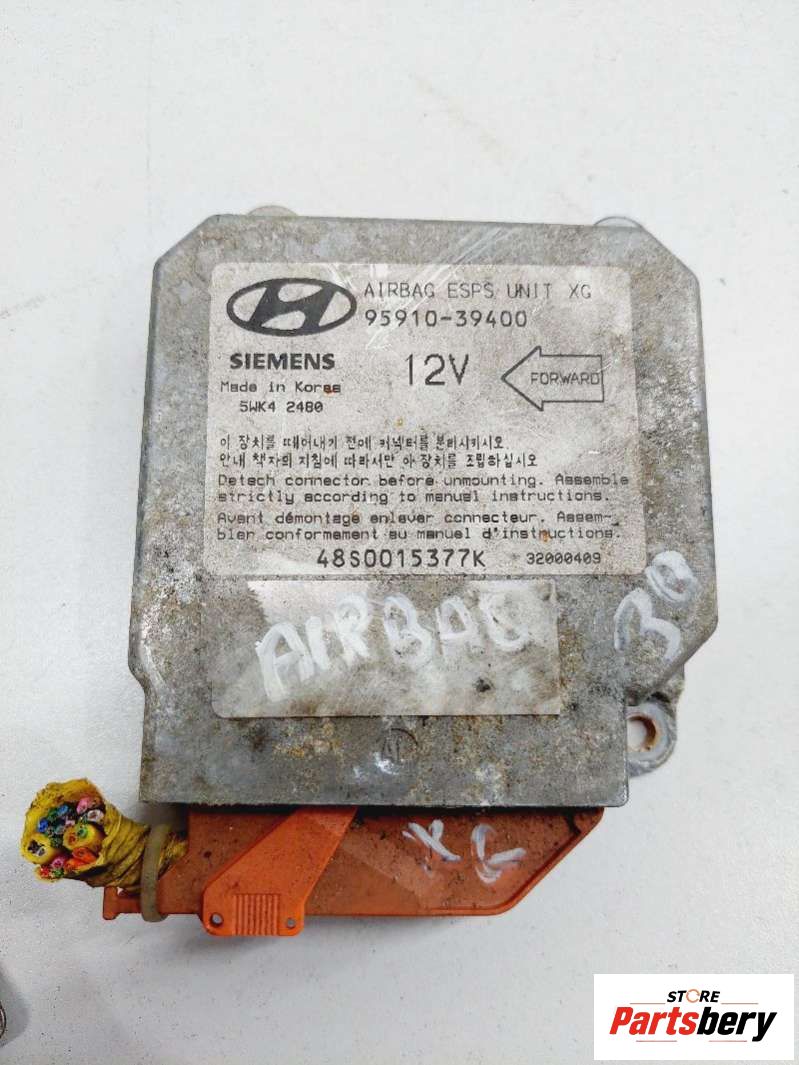 AIRBAG ESPS UNIT XG
95910-39400
SIEMENS
12V
FORWARD
Made in Korea
5WK4 2480
이 장치를 떼어내기 전에 커넥터를 분리시키시오.
안내 책자의 지침에 따라서만 이 장치를 조립하십시오
Detach connector before unmounting. Assemble
strictly according to manuel instructions.
Avant démontage enlever connecteur. Assem-
bler conformement au manuel d'instructions.
48S0015377K
32000409
AIRBAG
30
X
STORE
Partsbery